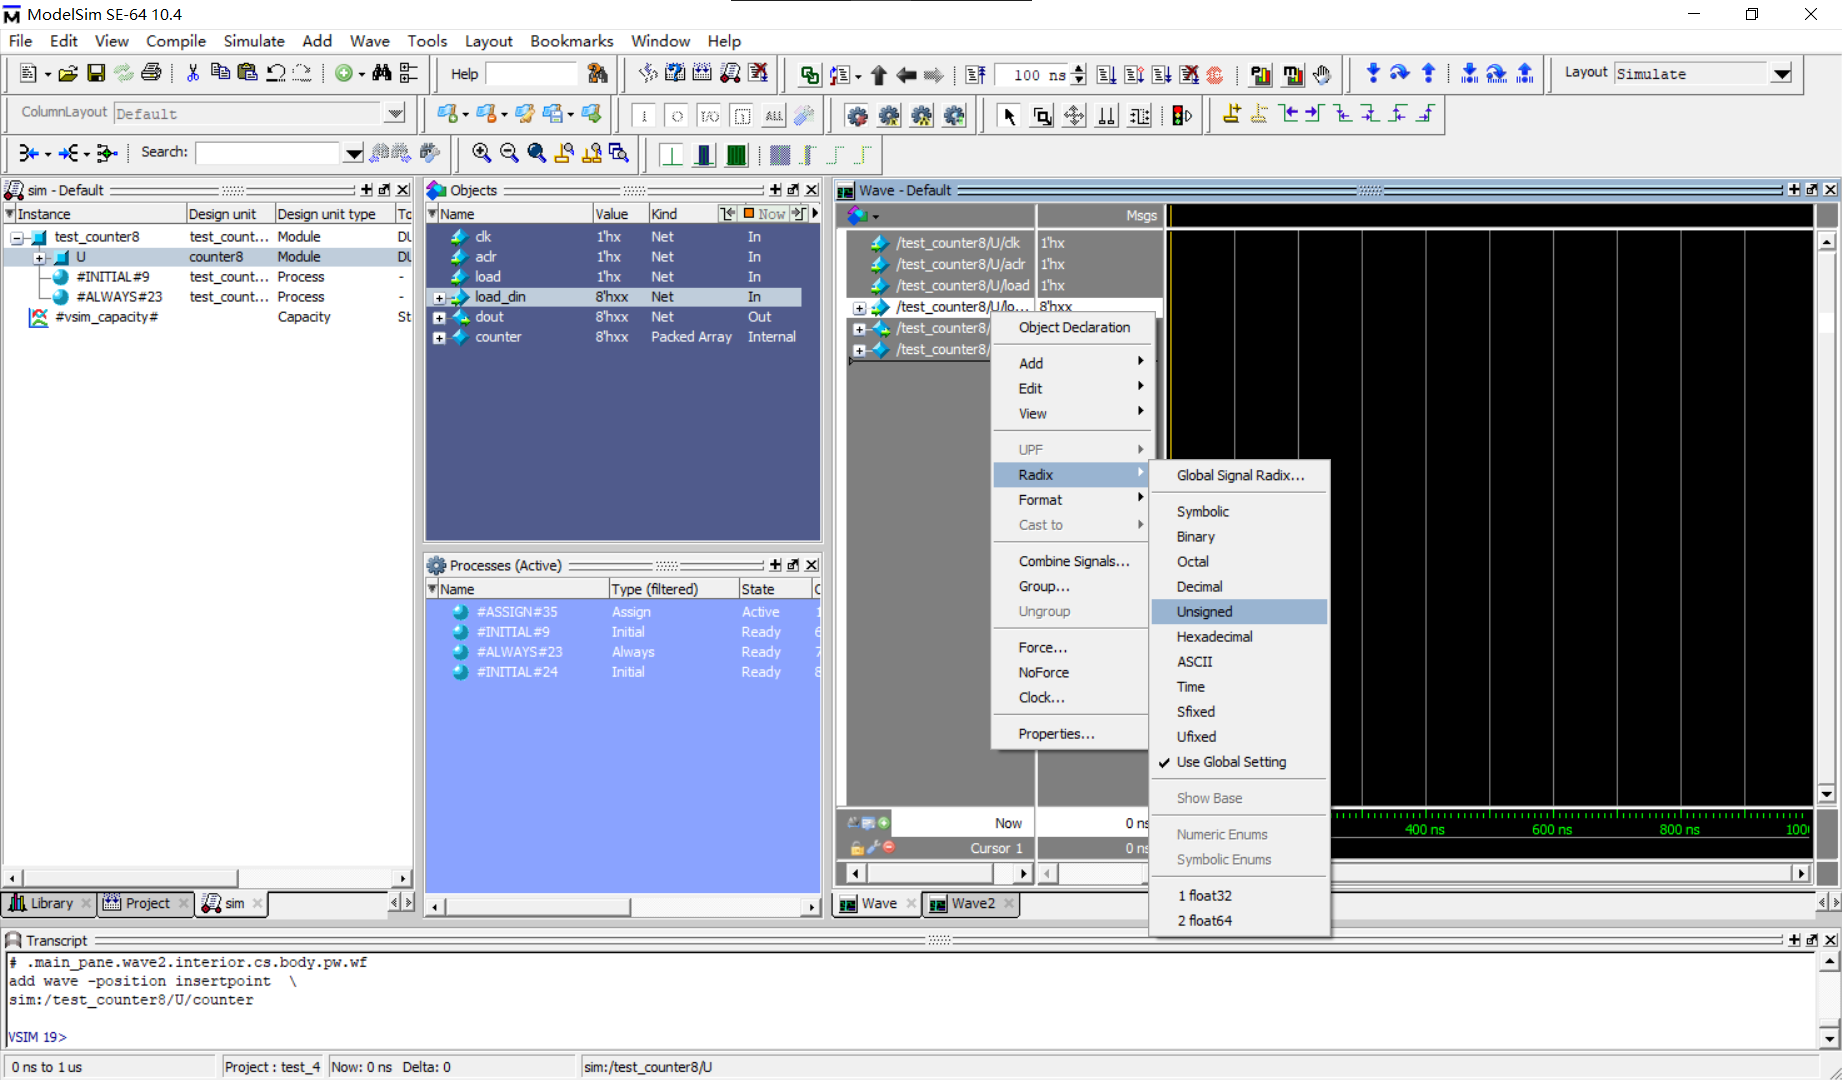 ModelSim SE-64 10.4
File Edit View Compile Simulate Add Wave Tools Layout Bookmarks Window Help
Help
100 ns
Layout Simulate
ColumnLayout Default
ALL
Search:
sim - Default
Instance Design unit Design unit type To
test_counter8 test_count... Module DU
U counter8 Module DU
#INITIAL#9 test_count... Process -
#ALWAYS#23 test_count... Process -
#vsim_capacity# Capacity St
Library Project sim
Objects
Name Value Kind Now
clk 1'hx Net In
aclr 1'hx Net In
load 1'hx Net In
load_din 8'hxx Net In
dout 8'hxx Net Out
counter 8'hxx Packed Array Internal
Processes (Active)
Name Type (filtered) State
#ASSIGN#35 Assign Active
#INITIAL#9 Initial Ready
#ALWAYS#23 Always Ready
#INITIAL#24 Initial Ready
Wave - Default
Msgs
/test_counter8/U/clk 1'hx
/test_counter8/U/aclr 1'hx
/test_counter8/U/load 1'hx
/test_counter8/U/lo... 8'hxx
/test_counter8/
/test_counter8/
Object Declaration
Add
Edit
View
UPF
Radix
Format
Cast to
Combine Signals...
Group...
Ungroup
Force...
NoForce
Clock...
Properties...
Global Signal Radix...
Symbolic
Binary
Octal
Decimal
Unsigned
Hexadecimal
ASCII
Time
Sfixed
Ufixed
Use Global Setting
Show Base
Numeric Enums
Symbolic Enums
1 float32
2 float64
Now 0 ns
Cursor 1 0 ns
400 ns 600 ns 800 ns 100
Wave Wave2
Transcript
# .main_pane.wave2.interior.cs.body.pw.wf
add wave -position insertpoint \
sim:/test_counter8/U/counter
VSIM 19>
0 ns to 1 us Project : test_4 Now: 0 ns Delta: 0 sim:/test_counter8/U